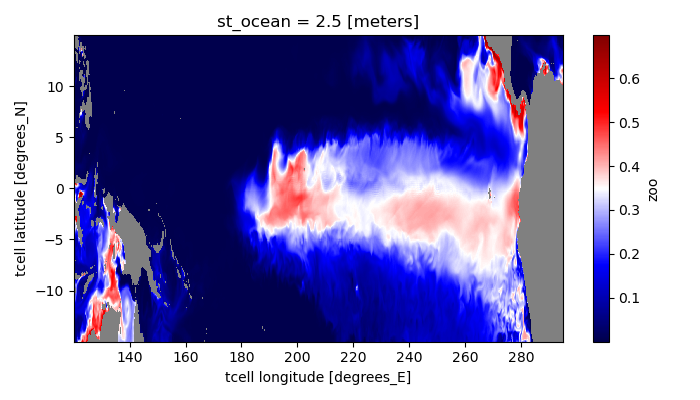 st_ocean = 2.5 [meters]
10
5
0
−5
−10
tcell latitude [degrees_N]
140 160 180 200 220 240 260 280
tcell longitude [degrees_E]
0.6
0.5
0.4
0.3
0.2
0.1
zoo